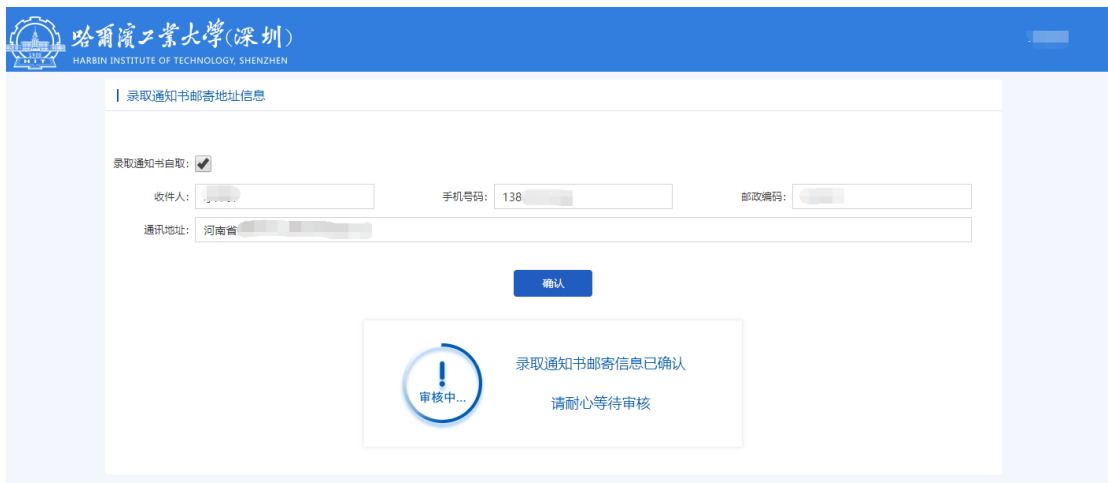 哈爾濱工業大學(深圳)
HARBIN INSTITUTE OF TECHNOLOGY, SHENZHEN
录取通知书邮寄地址信息
录取通知书自取:
收件人:
手机号码: 138
邮政编码:
通讯地址: 河南省
确认
录取通知书邮寄信息已确认
审核中...
请耐心等待审核